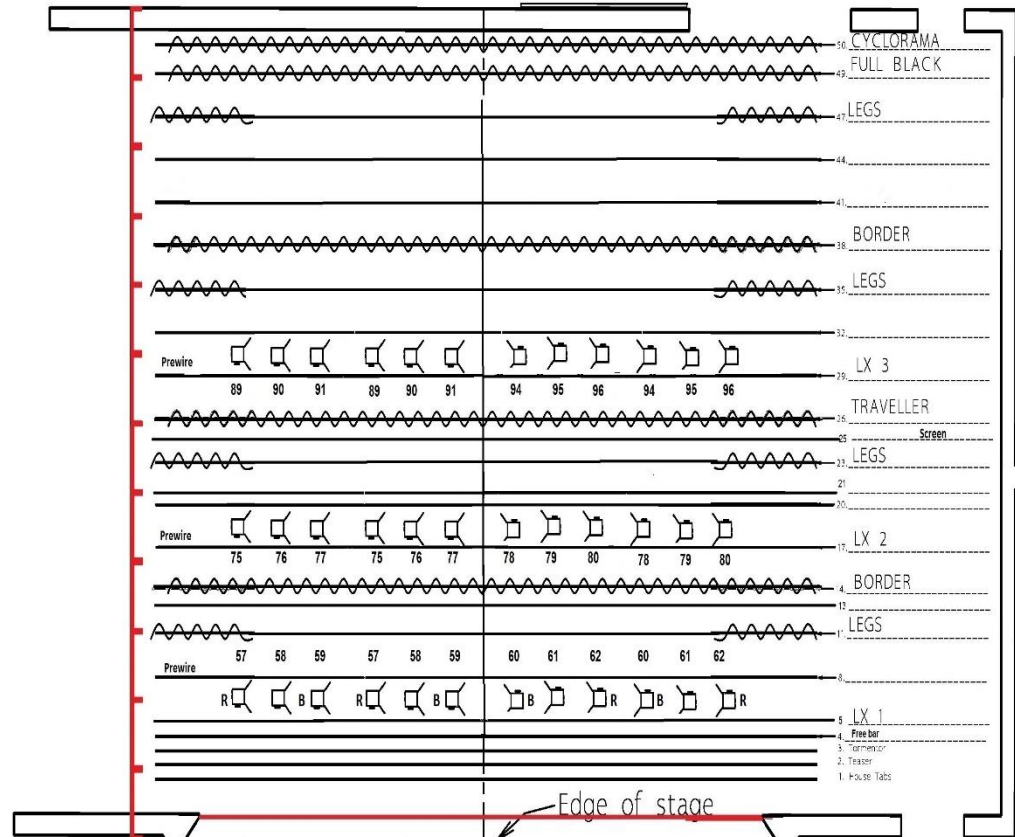 50. CYCLORAMA
49. FULL BLACK
47. LEGS
44.
41.
38. BORDER
35. LEGS
32.
Prewire
29. LX 3
89 90 91 89 90 91 94 95 96 94 95 96
26. TRAVELLER
25 Screen
23. LEGS
21
20.
Prewire
17. LX 2
75 76 77 75 76 77 78 79 80 78 79 80
14. BORDER
13
11. LEGS
57 58 59 57 58 59 60 61 62 60 61 62
Prewire
8.
R B R B B R B R
5 LX 1
4. Free bar
3. Tormentor
2. Teaser
1. House Tabs
Edge of stage